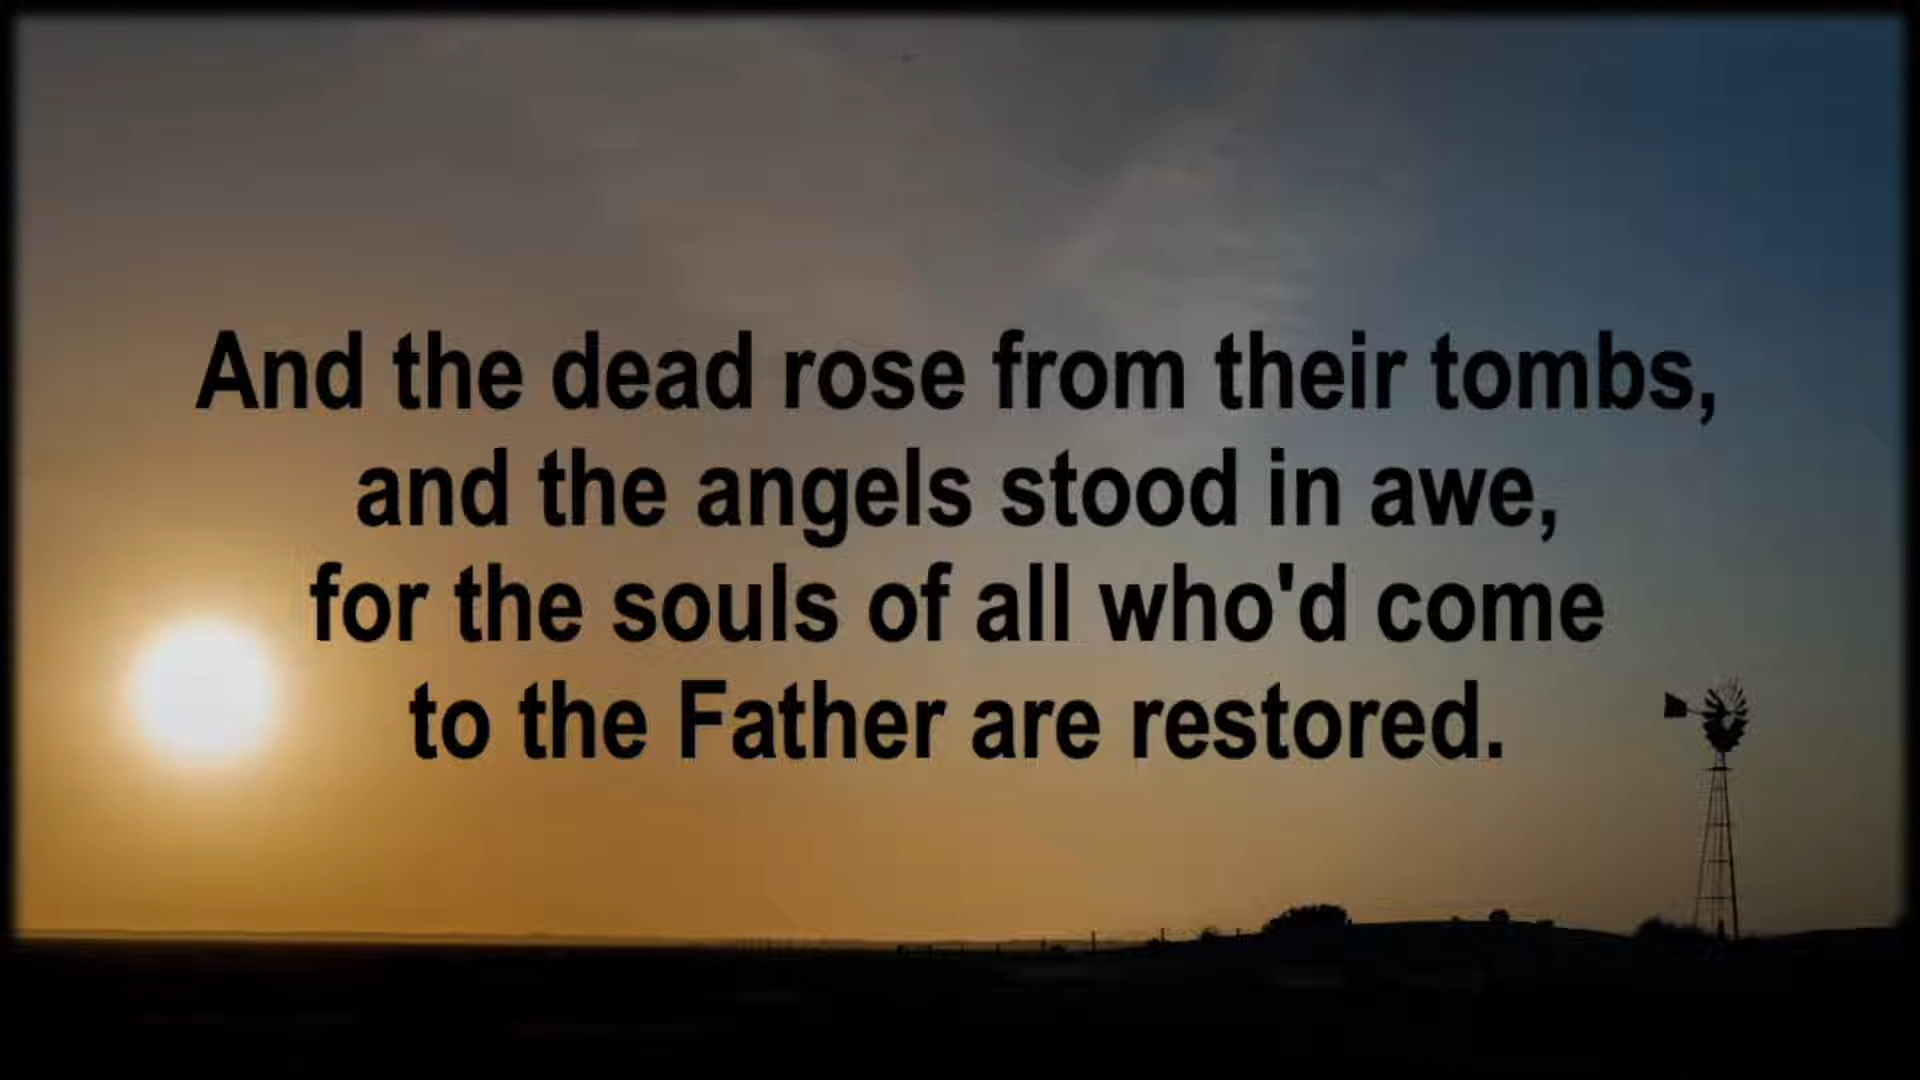 And the dead rose from their tombs,
and the angels stood in awe,
for the souls of all who'd come
to the Father are restored.